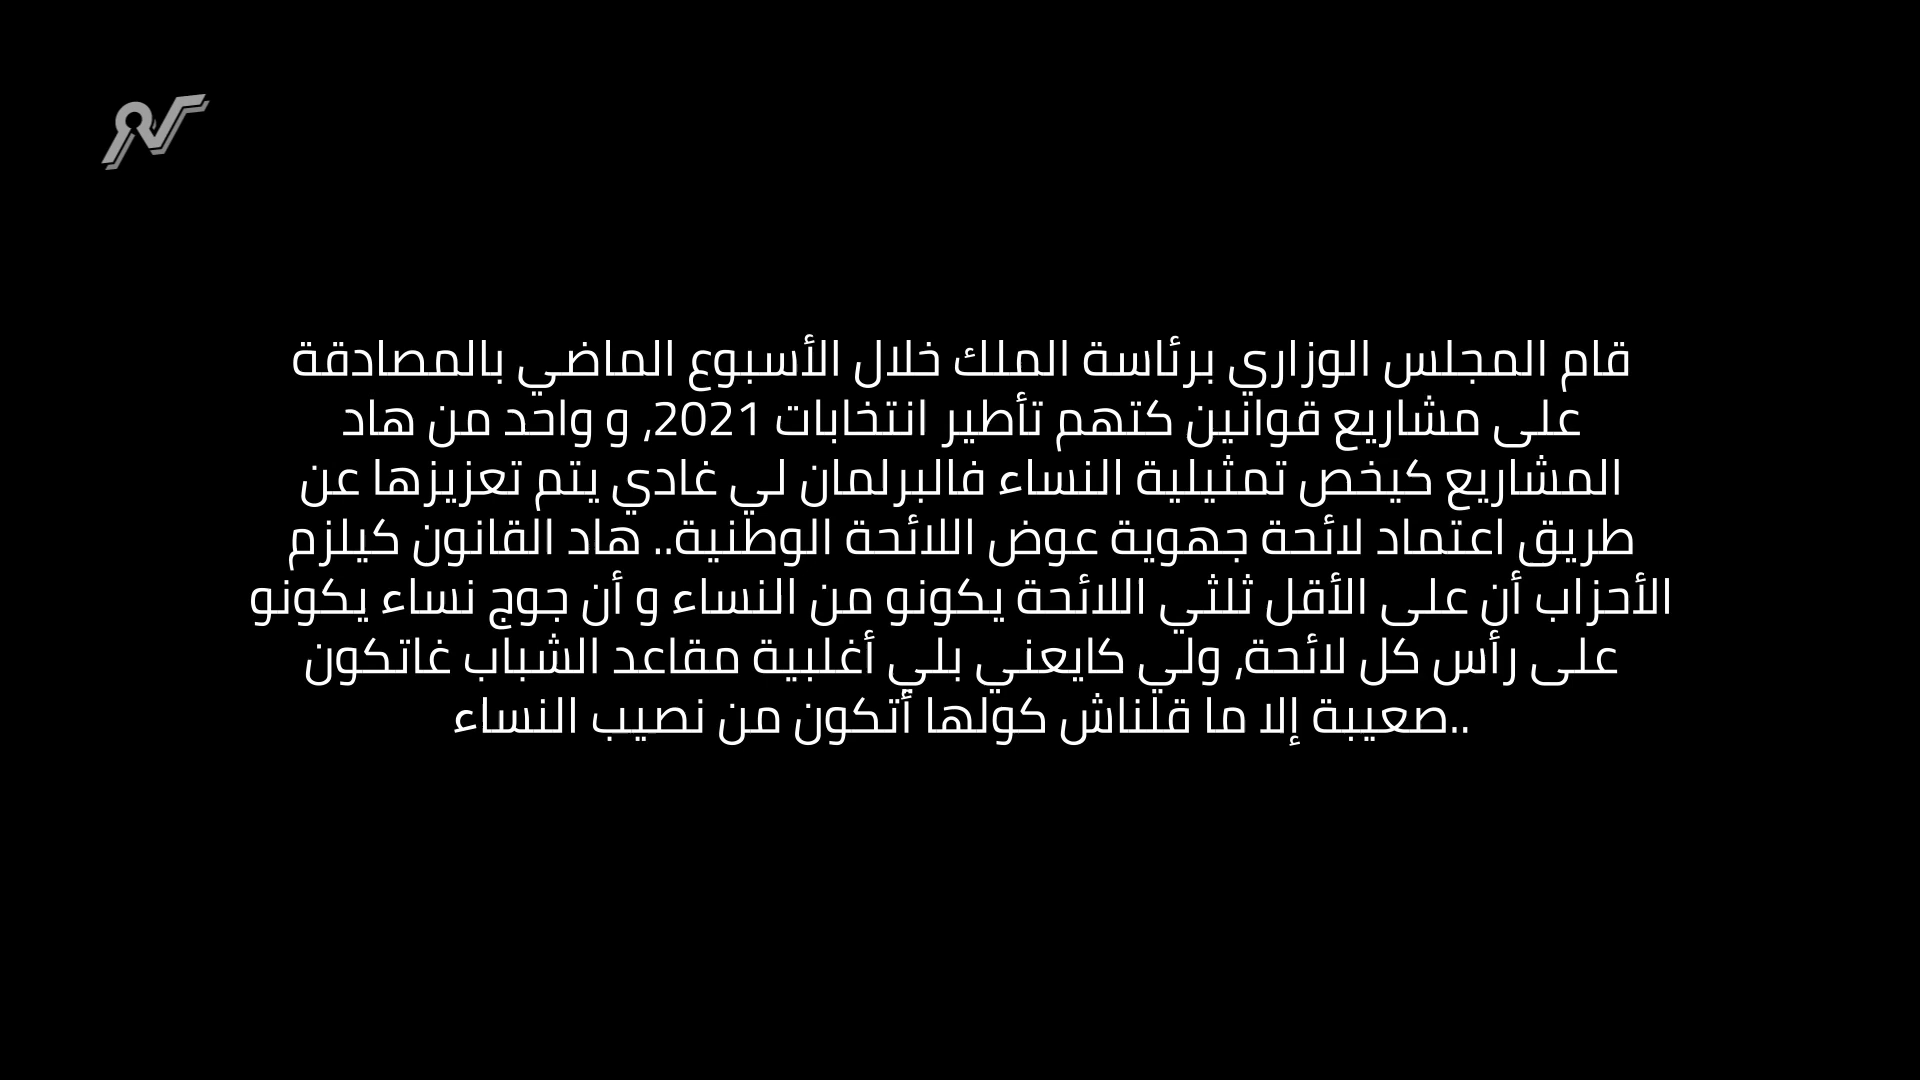 قام المجلس الوزاري برئاسة الملك خلال الأسبوع الماضي بالمصادقة
على مشاريع قوانين كتهم تأطير انتخابات 2021, و واحد من هاد
المشاريع كيخص تمثيلية النساء فالبرلمان لي غادي يتم تعزيزها عن
طريق اعتماد لائحة جهوية عوض اللائحة الوطنية.. هاد القانون كيلزم
الأحزاب أن على الأقل ثلثي اللائحة يكونو من النساء و أن جوج نساء يكونو
على رأس كل لائحة, ولي كايعني بلي أغلبية مقاعد الشباب غاتكون
..صعيبة إلا ما قلناش كولها أتكون من نصيب النساء